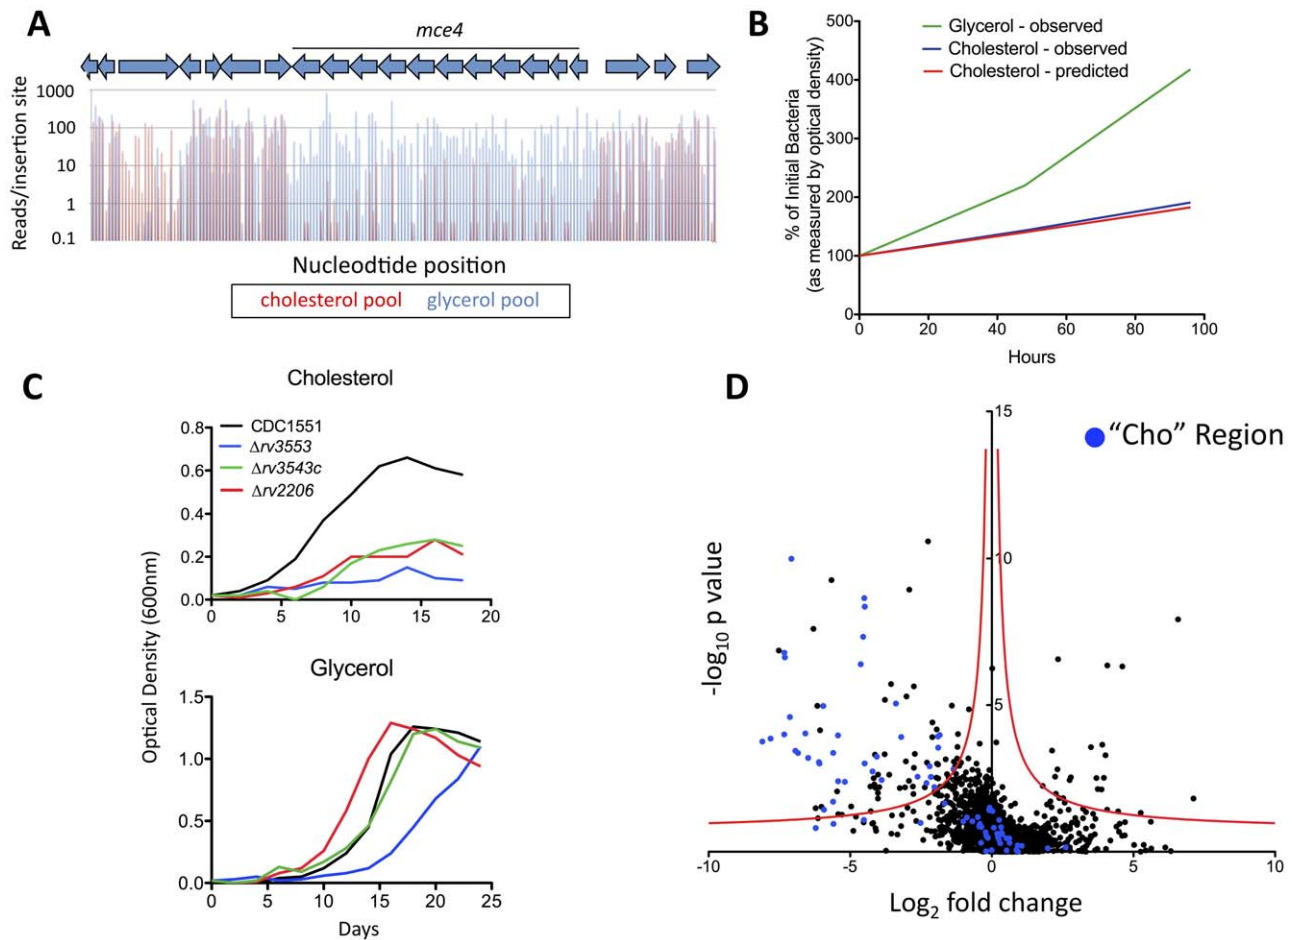 A
mce4
1000
100
10
1
0.1
Reads/insertion site
Nucleodtide position
cholesterol pool glycerol pool
B
Glycerol - observed
Cholesterol - observed
Cholesterol - predicted
500
400
300
200
100
0
% of Initial Bacteria
(as measured by optical density)
0 20 40 60 80 100
Hours
C
Cholesterol
CDC1551
Δrv3553
Δrv3543c
Δrv2206
0.8
0.6
0.4
0.2
0.0
0 5 10 15 20
Optical Density (600nm)
Glycerol
1.5
1.0
0.5
0.0
0 5 10 15 20 25
Days
D
"Cho" Region
15
10
5
-log10 p value
-10 -5 0 5 10
Log2 fold change